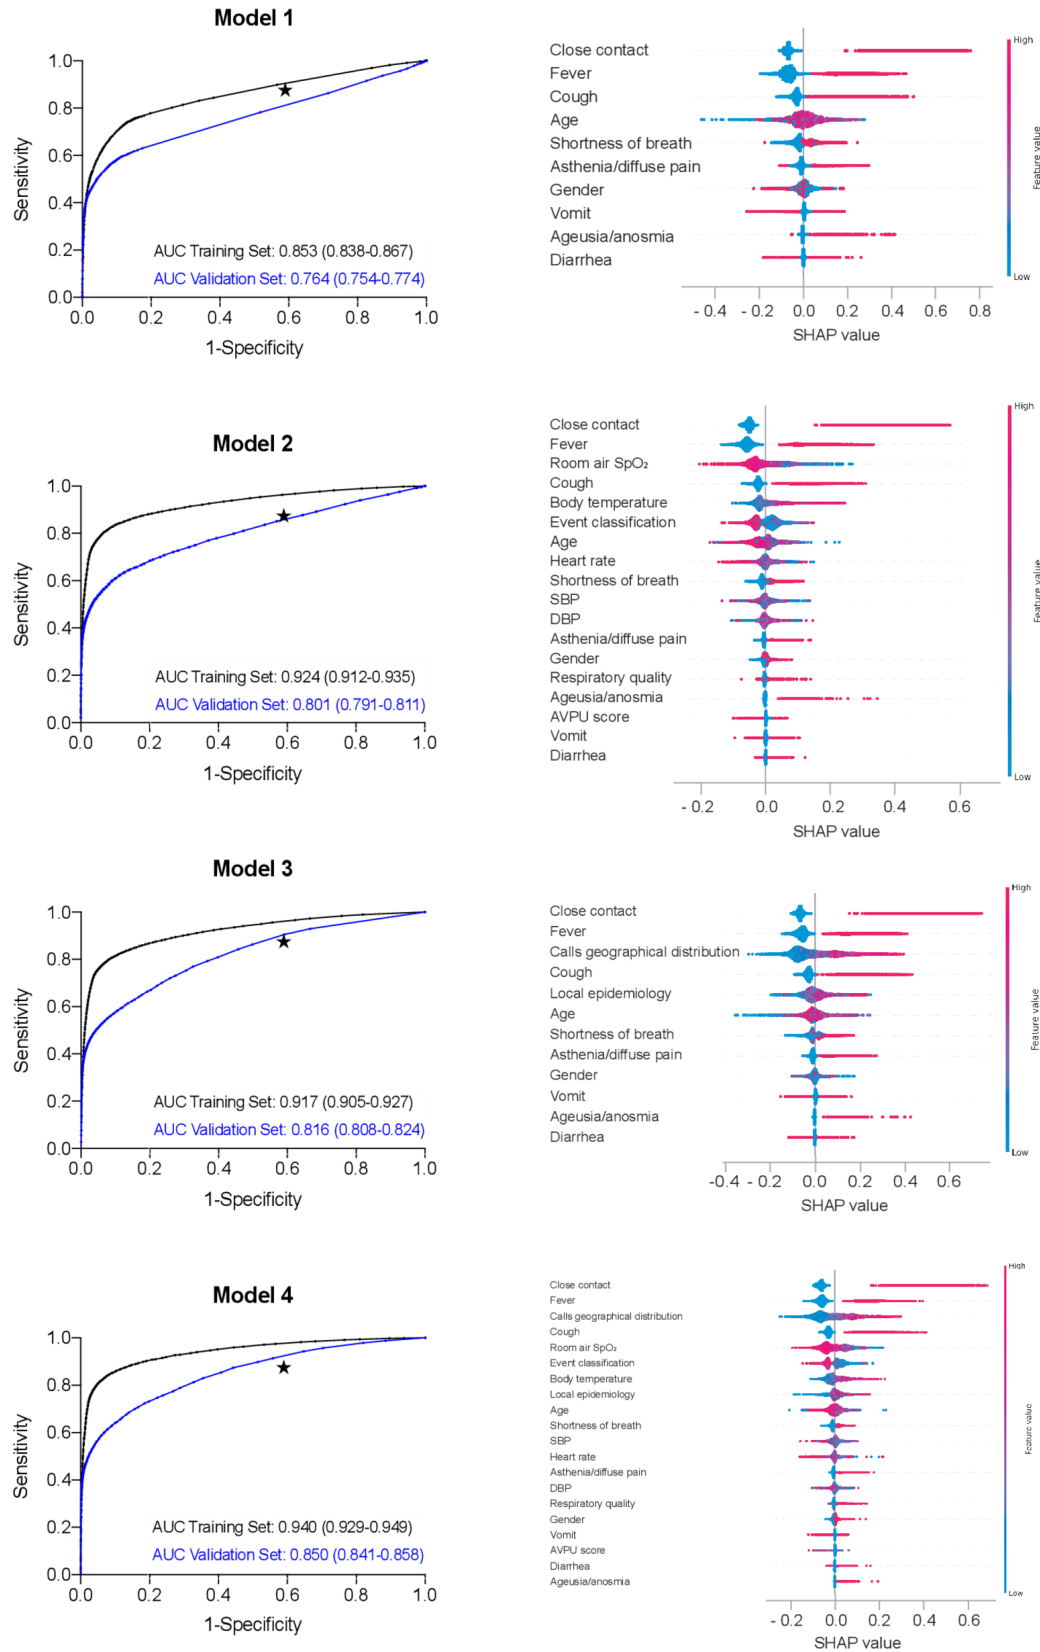 Model 1
1.0
0.8
0.6
0.4
0.2
0.0
Sensitivity
AUC Training Set: 0.853 (0.838-0.867)
AUC Validation Set: 0.764 (0.754-0.774)
0.0 0.2 0.4 0.6 0.8 1.0
1-Specificity
Close contact
Fever
Cough
Age
Shortness of breath
Asthenia/diffuse pain
Gender
Vomit
Ageusia/anosmia
Diarrhea
- 0.4 - 0.2 0.0 0.2 0.4 0.6 0.8
SHAP value
High
Feature value
Low
Model 2
1.0
0.8
0.6
0.4
0.2
0.0
Sensitivity
AUC Training Set: 0.924 (0.912-0.935)
AUC Validation Set: 0.801 (0.791-0.811)
0.0 0.2 0.4 0.6 0.8 1.0
1-Specificity
Close contact
Fever
Room air SpO₂
Cough
Body temperature
Event classification
Age
Heart rate
Shortness of breath
SBP
DBP
Asthenia/diffuse pain
Gender
Respiratory quality
Ageusia/anosmia
AVPU score
Vomit
Diarrhea
- 0.2 0.0 0.2 0.4 0.6
SHAP value
High
Feature value
Low
Model 3
1.0
0.8
0.6
0.4
0.2
0.0
Sensitivity
AUC Training Set: 0.917 (0.905-0.927)
AUC Validation Set: 0.816 (0.808-0.824)
0.0 0.2 0.4 0.6 0.8 1.0
1-Specificity
Close contact
Fever
Calls geographical distribution
Cough
Local epidemiology
Age
Shortness of breath
Asthenia/diffuse pain
Gender
Vomit
Ageusia/anosmia
Diarrhea
-0.4 - 0.2 0.0 0.2 0.4 0.6
SHAP value
High
Feature value
Low
Model 4
1.0
0.8
0.6
0.4
0.2
0.0
Sensitivity
AUC Training Set: 0.940 (0.929-0.949)
AUC Validation Set: 0.850 (0.841-0.858)
0.0 0.2 0.4 0.6 0.8 1.0
1-Specificity
Close contact
Fever
Calls geographical distribution
Cough
Room air SpO₂
Event classification
Body temperature
Local epidemiology
Age
Shortness of breath
SBP
Heart rate
Asthenia/diffuse pain
DBP
Respiratory quality
Gender
Vomit
AVPU score
Diarrhea
Ageusia/anosmia
- 0.2 0.0 0.2 0.4 0.6
SHAP value
High
Feature value
Low